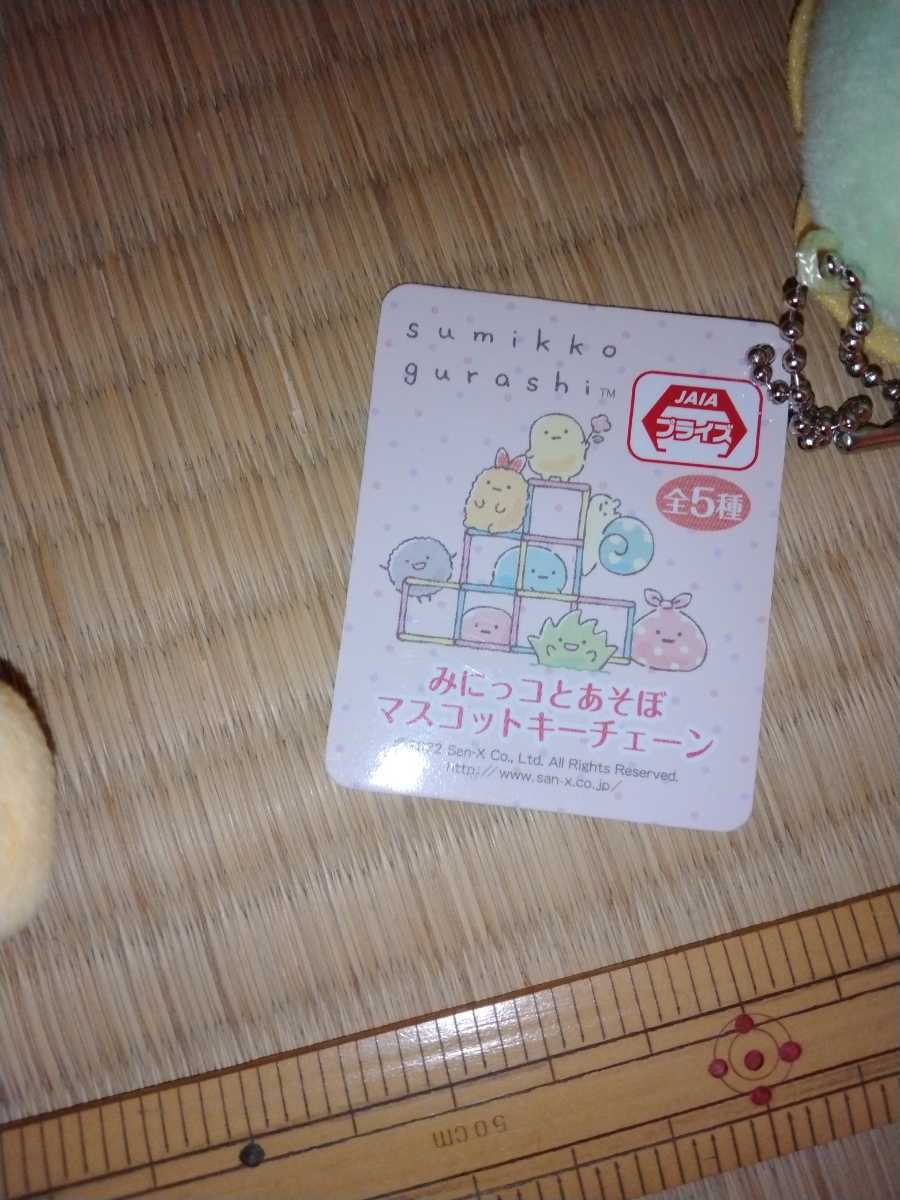 sumikko
gurashi™
JAIA
プライズ
全5種
みにっコとあそぼ
マスコットキーチェーン
©2022 San-X Co., Ltd. All Rights Reserved.
http://www.san-x.co.jp/
50CM